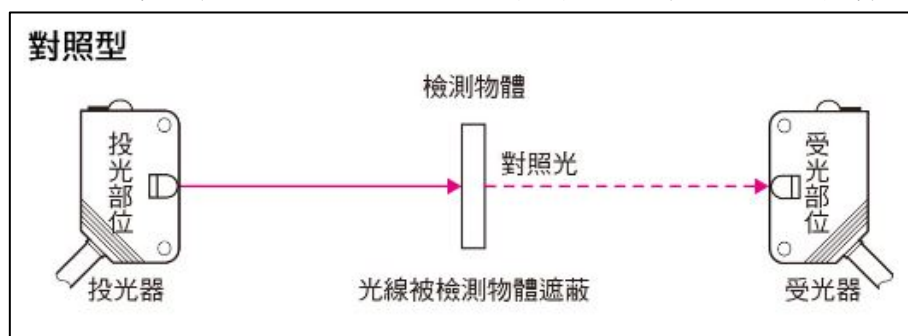 對照型
檢測物體
投光部位
對照光
受光部位
投光器
光線被檢測物體遮蔽
受光器